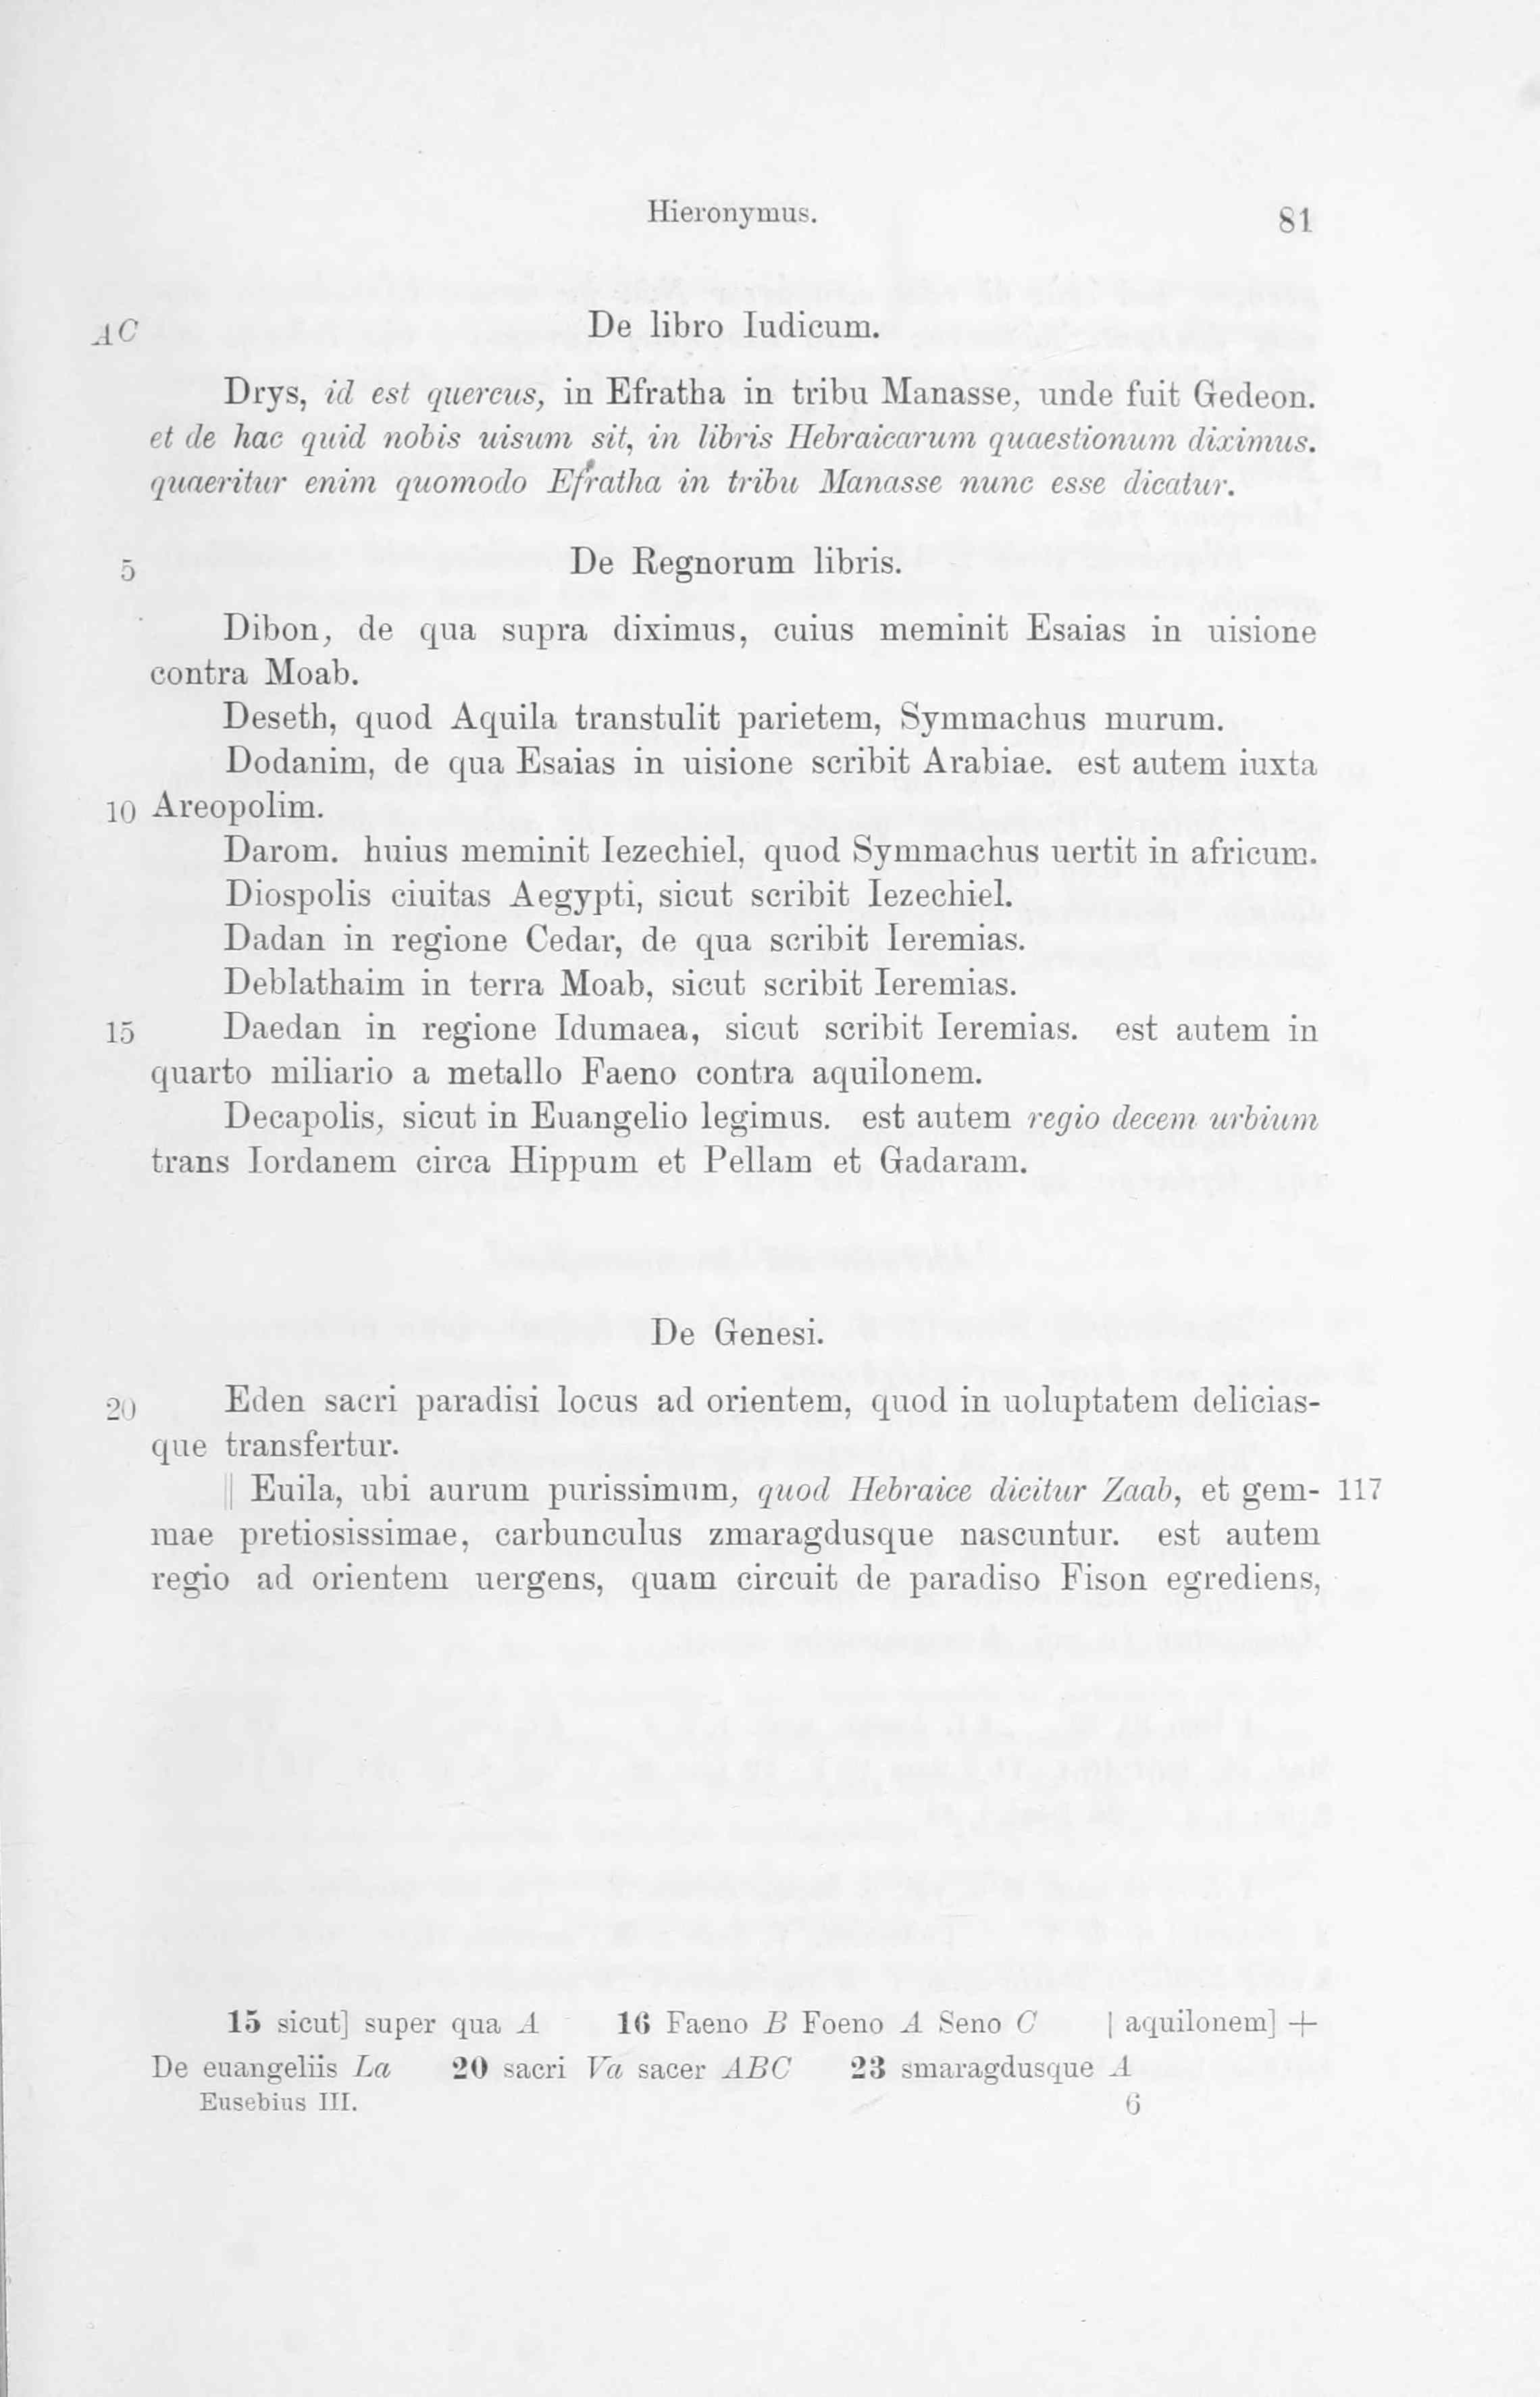 Hieronymus. 81
AC De libro Iudicum.
Drys, id est quercus, in Efratha in tribu Manasse, unde fuit Gedeon.
et de hac quid nobis uisum sit, in libris Hebraicarum quaestionum diximus.
quaeritur enim quomodo Efratha in tribu Manasse nunc esse dicatur.
5 De Regnorum libris.
Dibon, de qua supra diximus, cuius meminit Esaias in uisione
contra Moab.
Deseth, quod Aquila transtulit parietem, Symmachus murum.
Dodanim, de qua Esaias in uisione scribit Arabiae. est autem iuxta
10 Areopolim.
Darom. huius meminit Iezechiel, quod Symmachus uertit in africum.
Diospolis ciuitas Aegypti, sicut scribit Iezechiel.
Dadan in regione Cedar, de qua scribit Ieremias.
Deblathaim in terra Moab, sicut scribit Ieremias.
15 Daedan in regione Idumaea, sicut scribit Ieremias. est autem in
quarto miliario a metallo Faeno contra aquilonem.
Decapolis, sicut in Euangelio legimus. est autem regio decem urbium
trans Iordanem circa Hippum et Pellam et Gadaram.
De Genesi.
20 Eden sacri paradisi locus ad orientem, quod in uoluptatem delicias-
que transfertur.
|| Euila, ubi aurum purissimum, quod Hebraice dicitur Zaab, et gem- 117
mae pretiosissimae, carbunculus zmaragdusque nascuntur. est autem
regio ad orientem uergens, quam circuit de paradiso Fison egrediens,
15 sicut] super qua A 16 Faeno B Foeno A Seno C | aquilonem] +
De euangeliis La 20 sacri Va sacer ABC 23 smaragdusque A
Eusebius III. 6